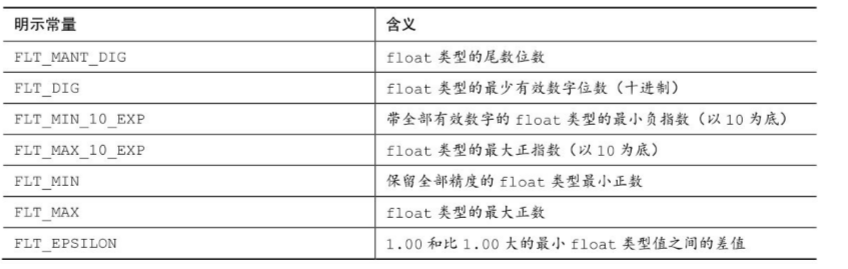 明示常量 含义
FLT_MANT_DIG float 类型的尾数位数
FLT_DIG float 类型的最少有效数字位数（十进制）
FLT_MIN_10_EXP 带全部有效数字的 float 类型的最小负指数（以 10 为底）
FLT_MAX_10_EXP float 类型的最大正指数（以 10 为底）
FLT_MIN 保留全部精度的 float 类型最小正数
FLT_MAX float 类型的最大正数
FLT_EPSILON 1.00 和比 1.00 大的最小 float 类型值之间的差值